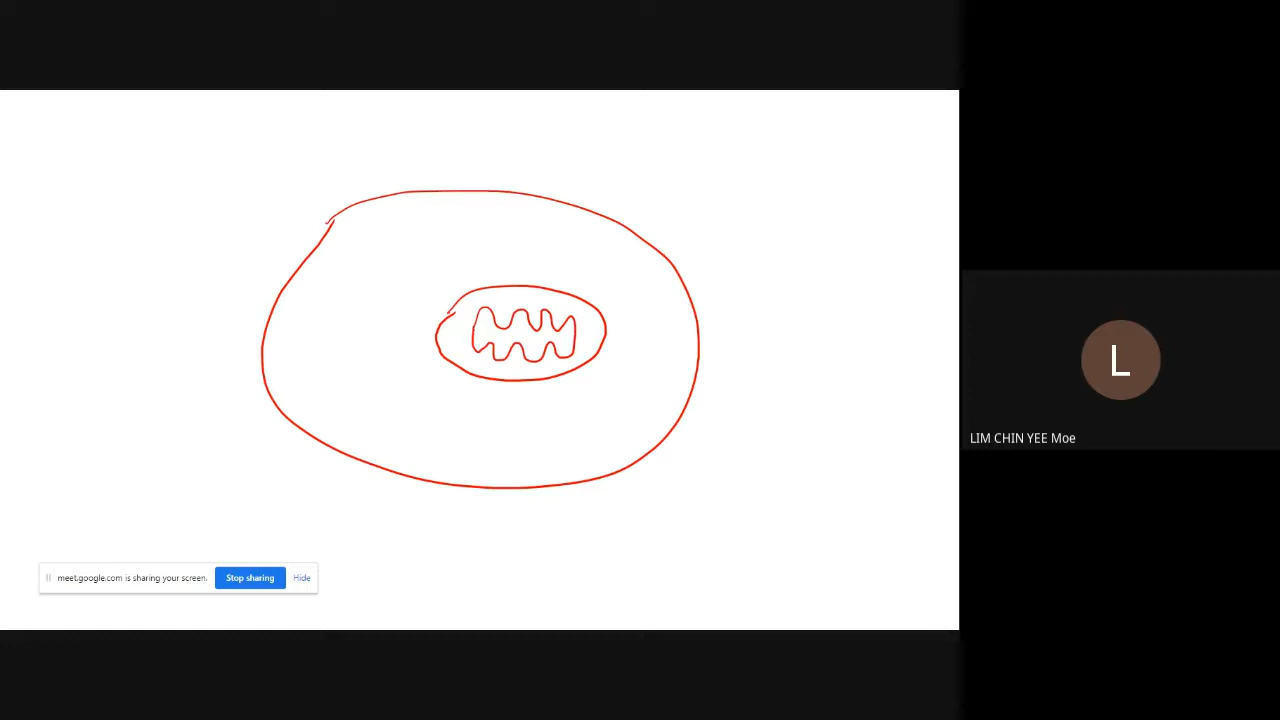 L
LIM CHIN YEE Moe
meet.google.com is sharing your screen.
Stop sharing
Hide